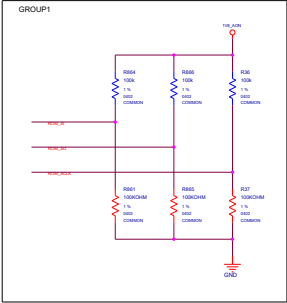 GROUP1
1V8_AON
R864
100k
1 %
0402
COMMON
R866
100k
1 %
0402
COMMON
R36
100k
1 %
0402
COMMON
R861
100KOHM
1 %
0402
COMMON
R865
100KOHM
1 %
0402
COMMON
R37
100KOHM
1 %
0402
COMMON
GND